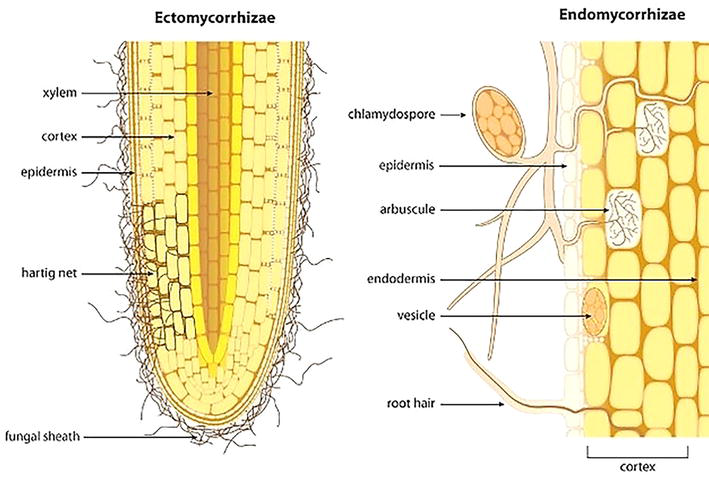 Ectomycorrhizae
xylem
cortex
epidermis
hartig net
fungal sheath
Endomycorrhizae
chlamydospore
epidermis
arbuscule
endodermis
vesicle
root hair
cortex